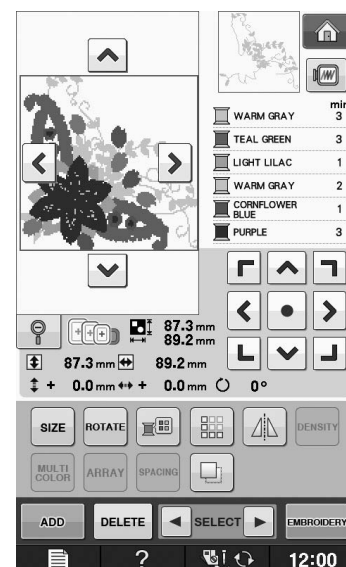 min
WARM GRAY 3
TEAL GREEN 3
LIGHT LILAC 1
WARM GRAY 2
CORNFLOWER
BLUE 1
PURPLE 3
87.3 mm
89.2 mm
87.3 mm 89.2 mm
+ 0.0 mm + 0.0 mm 0°
SIZE ROTATE DENSITY
MULTI
COLOR ARRAY SPACING
ADD DELETE SELECT EMBROIDERY
? 12:00